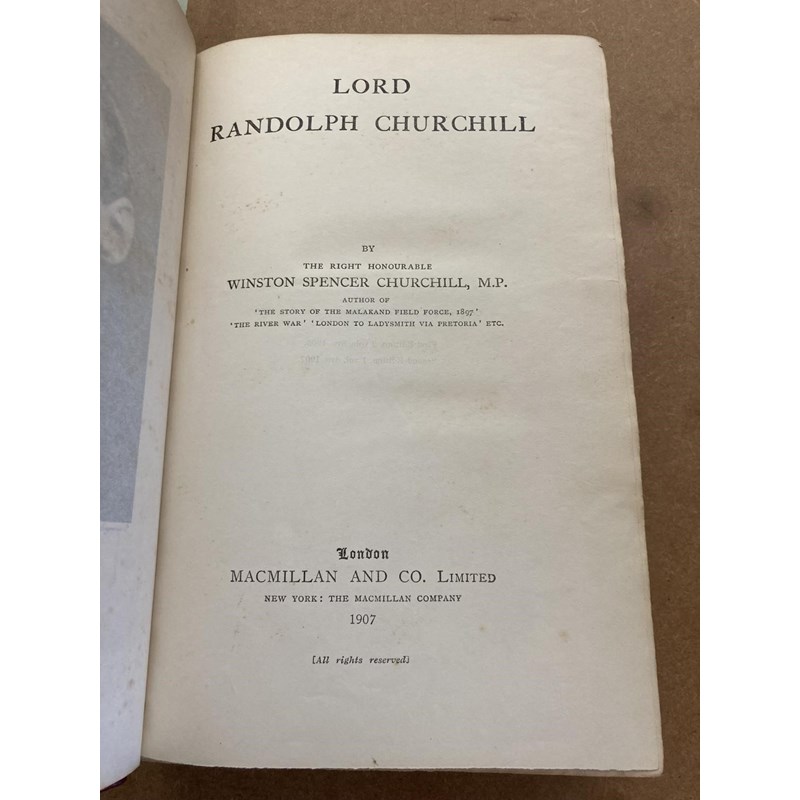 LORD
RANDOLPH CHURCHILL
BY
THE RIGHT HONOURABLE
WINSTON SPENCER CHURCHILL, M.P.
AUTHOR OF
'THE STORY OF THE MALAKAND FIELD FORCE, 1897'
'THE RIVER WAR' 'LONDON TO LADYSMITH VIA PRETORIA' ETC.
London
MACMILLAN AND CO. LIMITED
NEW YORK: THE MACMILLAN COMPANY
1907
[All rights reserved]